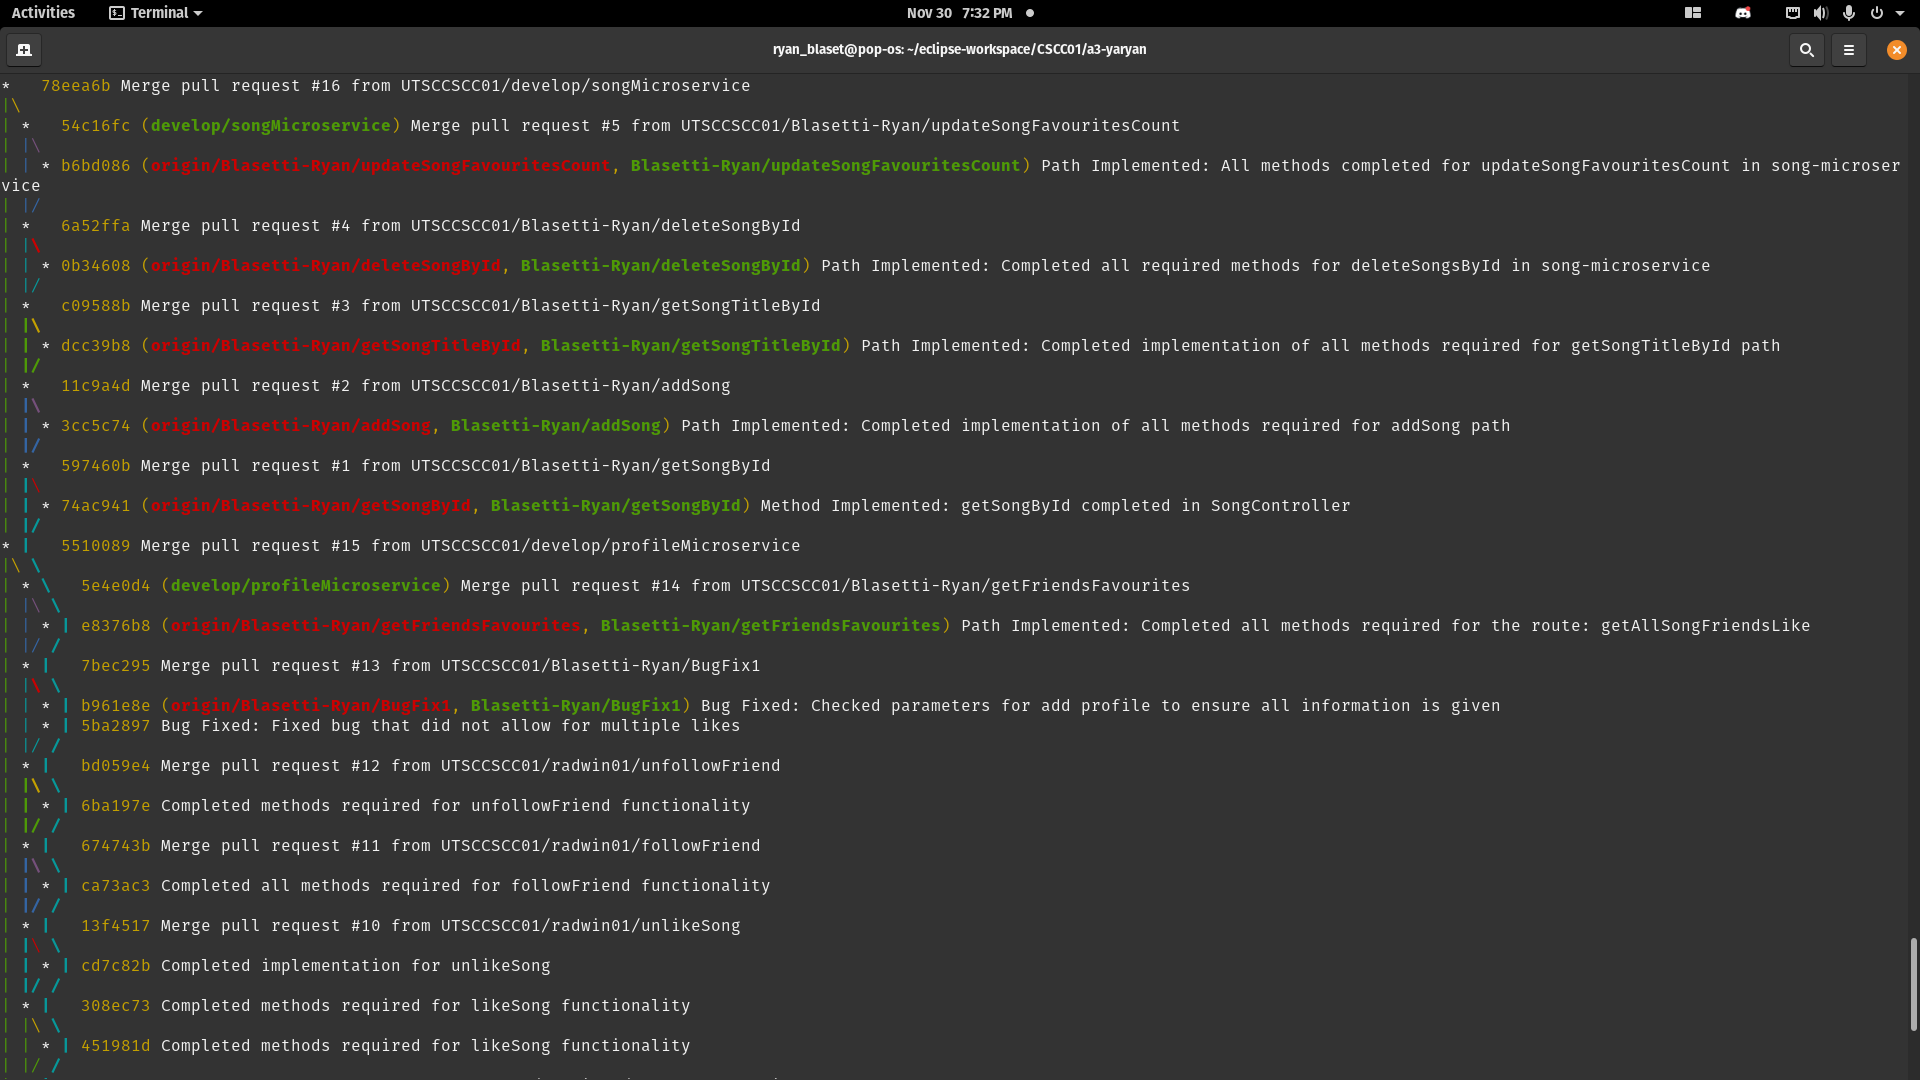 Activities Terminal Nov 30 7:32 PM
ryan_blaset@pop-os: ~/eclipse-workspace/CSCC01/a3-yaryan
*   78eea6b Merge pull request #16 from UTSCCSCC01/develop/songMicroservice
|\
| *   54c16fc (develop/songMicroservice) Merge pull request #5 from UTSCCSCC01/Blasetti-Ryan/updateSongFavouritesCount
| |\
| | * b6bd086 (origin/Blasetti-Ryan/updateSongFavouritesCount, Blasetti-Ryan/updateSongFavouritesCount) Path Implemented: All methods completed for updateSongFavouritesCount in song-microser
vice
| |/
| *   6a52ffa Merge pull request #4 from UTSCCSCC01/Blasetti-Ryan/deleteSongById
| |\
| | * 0b34608 (origin/Blasetti-Ryan/deleteSongById, Blasetti-Ryan/deleteSongById) Path Implemented: Completed all required methods for deleteSongsById in song-microservice
| |/
| *   c09588b Merge pull request #3 from UTSCCSCC01/Blasetti-Ryan/getSongTitleById
| |\
| | * dcc39b8 (origin/Blasetti-Ryan/getSongTitleById, Blasetti-Ryan/getSongTitleById) Path Implemented: Completed implementation of all methods required for getSongTitleById path
| |/
| *   11c9a4d Merge pull request #2 from UTSCCSCC01/Blasetti-Ryan/addSong
| |\
| | * 3cc5c74 (origin/Blasetti-Ryan/addSong, Blasetti-Ryan/addSong) Path Implemented: Completed implementation of all methods required for addSong path
| |/
| *   597460b Merge pull request #1 from UTSCCSCC01/Blasetti-Ryan/getSongById
| |\
| | * 74ac941 (origin/Blasetti-Ryan/getSongById, Blasetti-Ryan/getSongById) Method Implemented: getSongById completed in SongController
| |/
* |   5510089 Merge pull request #15 from UTSCCSCC01/develop/profileMicroservice
|\ \
| * \   5e4e0d4 (develop/profileMicroservice) Merge pull request #14 from UTSCCSCC01/Blasetti-Ryan/getFriendsFavourites
| |\ \
| | * | e8376b8 (origin/Blasetti-Ryan/getFriendsFavourites, Blasetti-Ryan/getFriendsFavourites) Path Implemented: Completed all methods required for the route: getAllSongFriendsLike
| |/ /
| * |   7bec295 Merge pull request #13 from UTSCCSCC01/Blasetti-Ryan/BugFix1
| |\ \
| | * | b961e8e (origin/Blasetti-Ryan/BugFix1, Blasetti-Ryan/BugFix1) Bug Fixed: Checked parameters for add profile to ensure all information is given
| | * | 5ba2897 Bug Fixed: Fixed bug that did not allow for multiple likes
| |/ /
| * |   bd059e4 Merge pull request #12 from UTSCCSCC01/radwin01/unfollowFriend
| |\ \
| | * | 6ba197e Completed methods required for unfollowFriend functionality
| |/ /
| * |   674743b Merge pull request #11 from UTSCCSCC01/radwin01/followFriend
| |\ \
| | * | ca73ac3 Completed all methods required for followFriend functionality
| |/ /
| * |   13f4517 Merge pull request #10 from UTSCCSCC01/radwin01/unlikeSong
| |\ \
| | * | cd7c82b Completed implementation for unlikeSong
| |/ /
| * |   308ec73 Completed methods required for likeSong functionality
| |\ \
| | * | 451981d Completed methods required for likeSong functionality
| |/ /